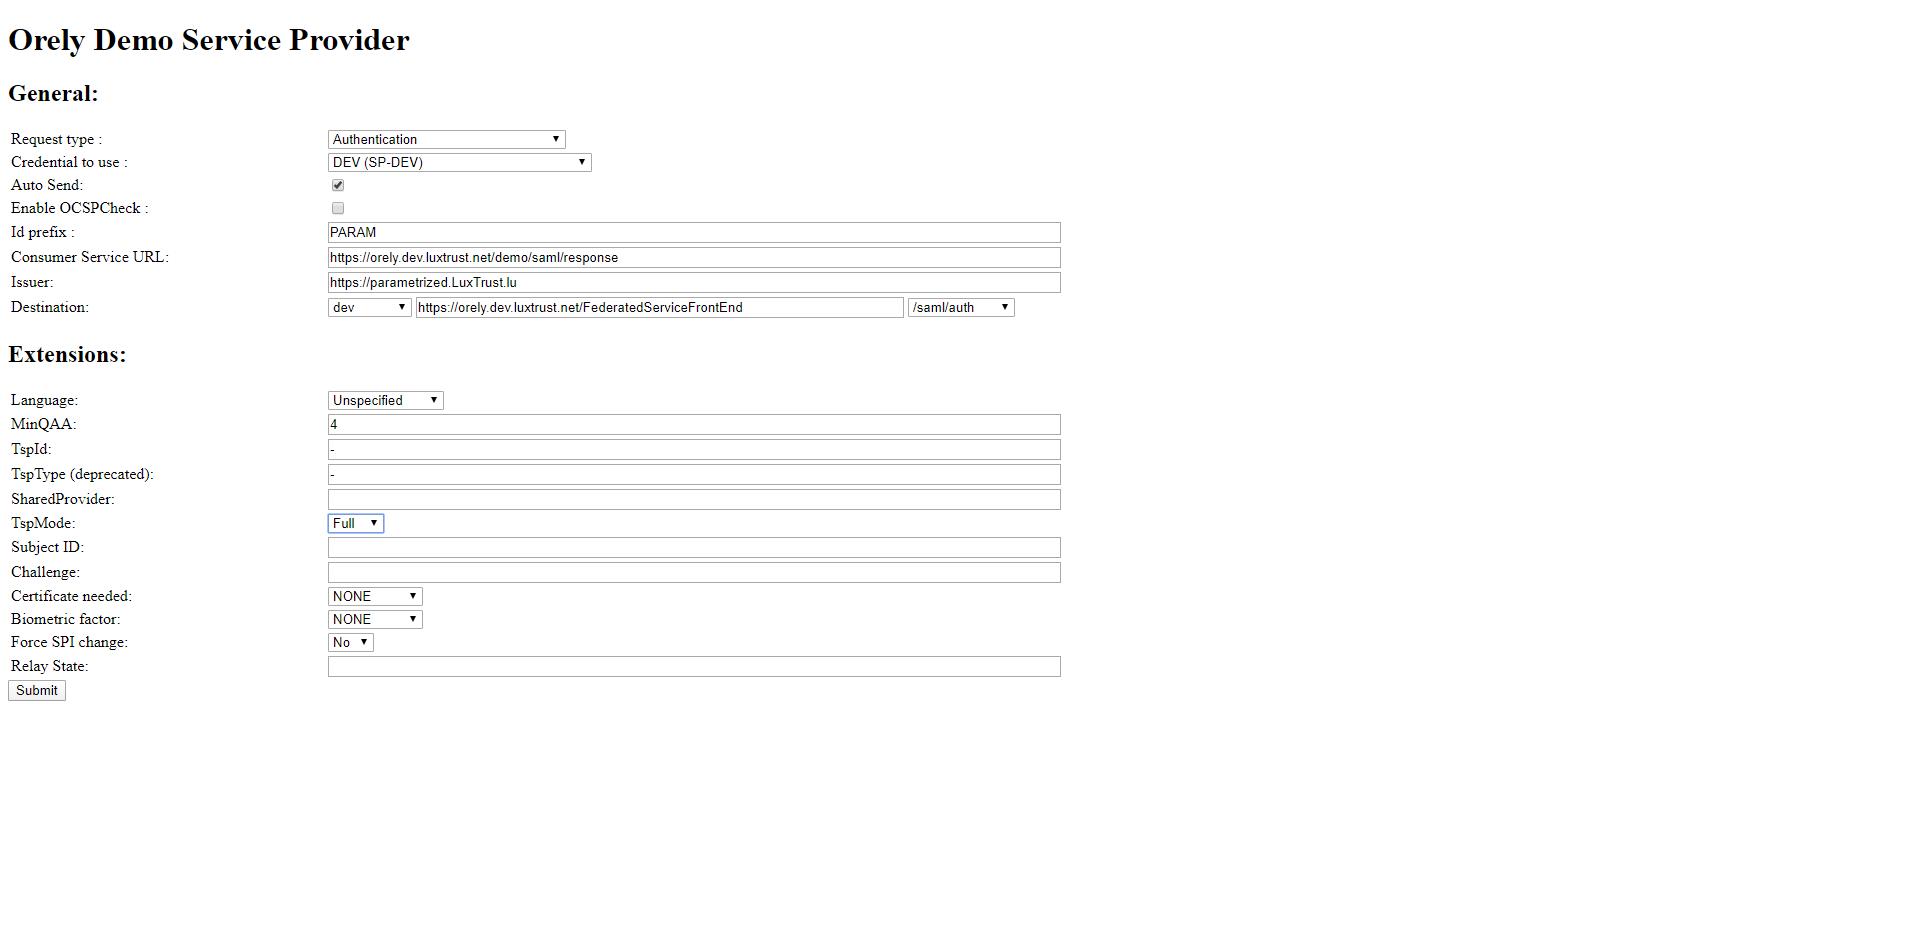 Orely Demo Service Provider
General:
Request type : Authentication
Credential to use : DEV (SP-DEV)
Auto Send:
Enable OCSPCheck :
Id prefix : PARAM
Consumer Service URL: https://orely.dev.luxtrust.net/demo/saml/response
Issuer: https://parametrized.LuxTrust.lu
Destination: dev https://orely.dev.luxtrust.net/FederatedServiceFrontEnd /saml/auth
Extensions:
Language: Unspecified
MinQAA: 4
TspId: -
TspType (deprecated): -
SharedProvider:
TspMode: Full
Subject ID:
Challenge:
Certificate needed: NONE
Biometric factor: NONE
Force SPI change: No
Relay State:
Submit